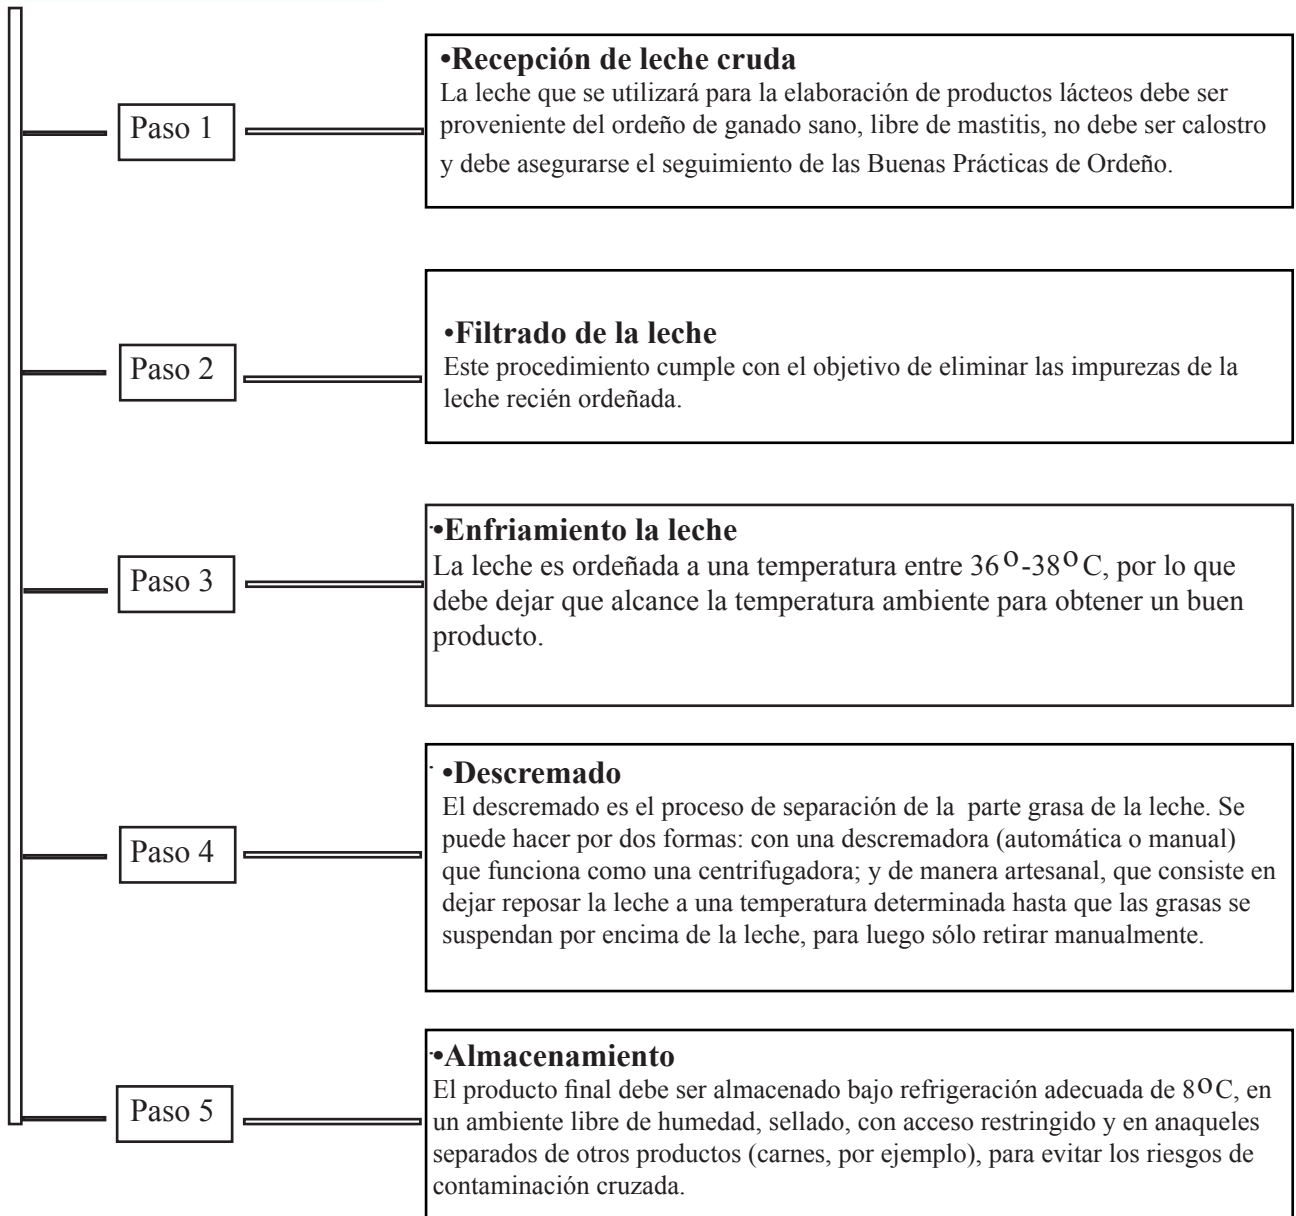 Paso 1
•Recepción de leche cruda
La leche que se utilizará para la elaboración de productos lácteos debe ser
proveniente del ordeño de ganado sano, libre de mastitis, no debe ser calostro
y debe asegurarse el seguimiento de las Buenas Prácticas de Ordeño.
Paso 2
•Filtrado de la leche
Este procedimiento cumple con el objetivo de eliminar las impurezas de la
leche recién ordeñada.
Paso 3
•Enfriamiento la leche
La leche es ordeñada a una temperatura entre 36º-38ºC, por lo que
debe dejar que alcance la temperatura ambiente para obtener un buen
producto.
Paso 4
•Descremado
El descremado es el proceso de separación de la parte grasa de la leche. Se
puede hacer por dos formas: con una descremadora (automática o manual)
que funciona como una centrifugadora; y de manera artesanal, que consiste en
dejar reposar la leche a una temperatura determinada hasta que las grasas se
suspendan por encima de la leche, para luego sólo retirar manualmente.
Paso 5
•Almacenamiento
El producto final debe ser almacenado bajo refrigeración adecuada de 8ºC, en
un ambiente libre de humedad, sellado, con acceso restringido y en anaqueles
separados de otros productos (carnes, por ejemplo), para evitar los riesgos de
contaminación cruzada.